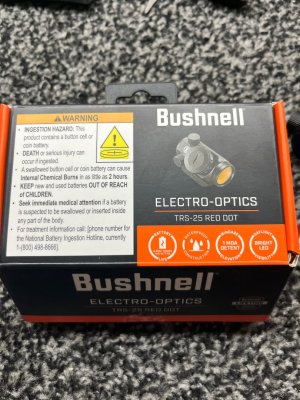 WARNING
• INGESTION HAZARD: This
product contains a button cell or
coin battery.
• DEATH or serious injury can
occur if ingested.
• A swallowed button cell or coin battery can cause
Internal Chemical Burns in as little as 2 hours.
• KEEP new and used batteries OUT OF REACH
of CHILDREN.
• Seek immediate medical attention if a battery
is suspected to be swallowed or inserted inside
any part of the body.
• For treatment information call: [phone number for
the National Battery Ingestion Hotline, currently
1-(800) 498-8666].
Bushnell
ELECTRO-OPTICS
TRS-25 RED DOT
1 MOA
DETENT
BRIGHT
LED
Bushnell
ELECTRO-OPTICS
TRS-25 RED DOT